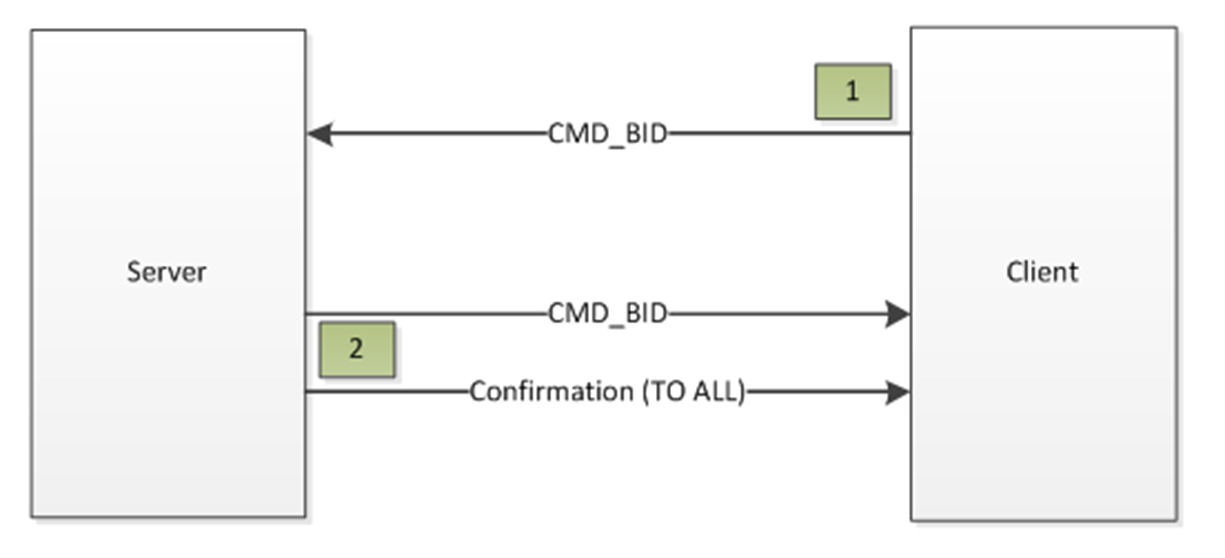 1
CMD_BID
Server
Client
CMD_BID
2
Confirmation (TO ALL)